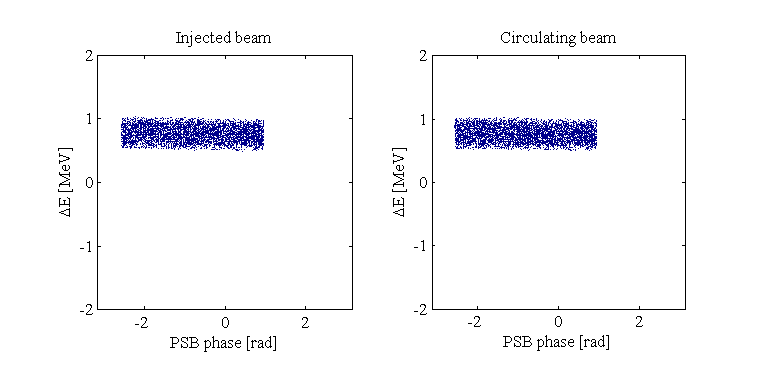 Injected beam
2
1
0
-1
-2
ΔE [MeV]
-2 0 2
PSB phase [rad]
Circulating beam
2
1
0
-1
-2
ΔE [MeV]
-2 0 2
PSB phase [rad]